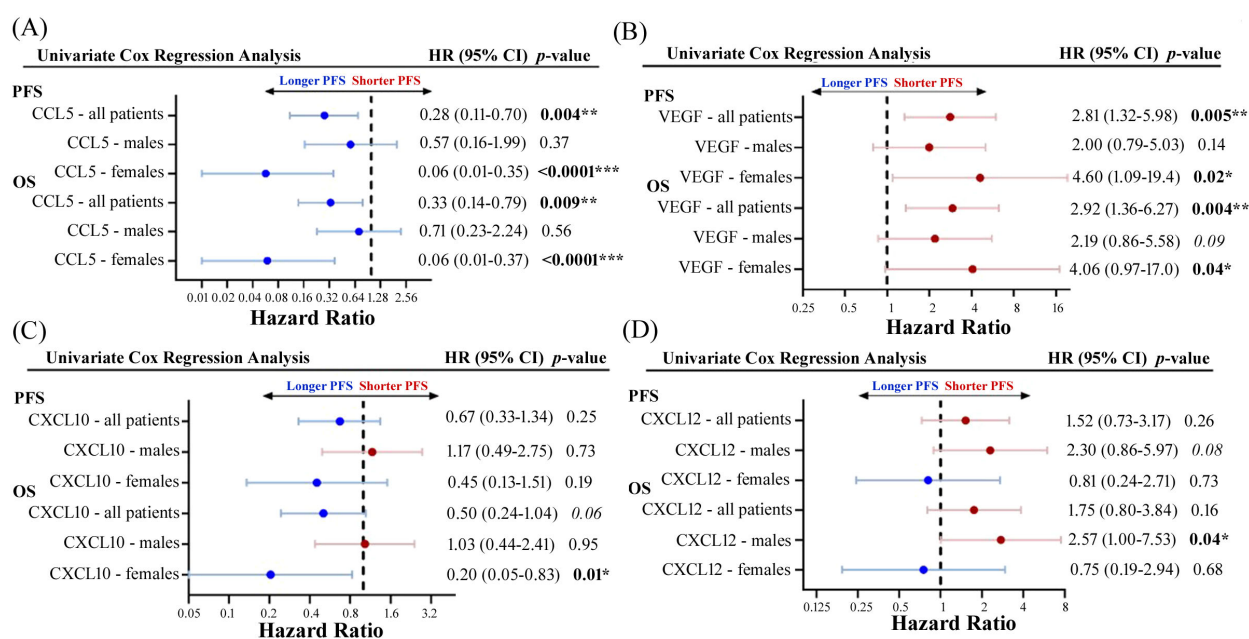 (A)
Univariate Cox Regression Analysis HR (95% CI) p-value
Longer PFS Shorter PFS
PFS
CCL5 - all patients 0.28 (0.11-0.70) 0.004**
CCL5 - males 0.57 (0.16-1.99) 0.37
CCL5 - females 0.06 (0.01-0.35) <0.0001***
OS
CCL5 - all patients 0.33 (0.14-0.79) 0.009**
CCL5 - males 0.71 (0.23-2.24) 0.56
CCL5 - females 0.06 (0.01-0.37) <0.0001***
0.01 0.02 0.04 0.08 0.16 0.32 0.64 1.28 2.56
Hazard Ratio
(B)
Univariate Cox Regression Analysis HR (95% CI) p-value
Longer PFS Shorter PFS
PFS
VEGF - all patients 2.81 (1.32-5.98) 0.005**
VEGF - males 2.00 (0.79-5.03) 0.14
VEGF - females 4.60 (1.09-19.4) 0.02*
OS
VEGF - all patients 2.92 (1.36-6.27) 0.004**
VEGF - males 2.19 (0.86-5.58) 0.09
VEGF - females 4.06 (0.97-17.0) 0.04*
0.25 0.5 1 2 4 8 16
Hazard Ratio
(C)
Univariate Cox Regression Analysis HR (95% CI) p-value
Longer PFS Shorter PFS
PFS
CXCL10 - all patients 0.67 (0.33-1.34) 0.25
CXCL10 - males 1.17 (0.49-2.75) 0.73
CXCL10 - females 0.45 (0.13-1.51) 0.19
OS
CXCL10 - all patients 0.50 (0.24-1.04) 0.06
CXCL10 - males 1.03 (0.44-2.41) 0.95
CXCL10 - females 0.20 (0.05-0.83) 0.01*
0.05 0.1 0.2 0.4 0.8 1.6 3.2
Hazard Ratio
(D)
Univariate Cox Regression Analysis HR (95% CI) p-value
Longer PFS Shorter PFS
PFS
CXCL12 - all patients 1.52 (0.73-3.17) 0.26
CXCL12 - males 2.30 (0.86-5.97) 0.08
CXCL12 - females 0.81 (0.24-2.71) 0.73
OS
CXCL12 - all patients 1.75 (0.80-3.84) 0.16
CXCL12 - males 2.57 (1.00-7.53) 0.04*
CXCL12 - females 0.75 (0.19-2.94) 0.68
0.125 0.25 0.5 1 2 4 8
Hazard Ratio